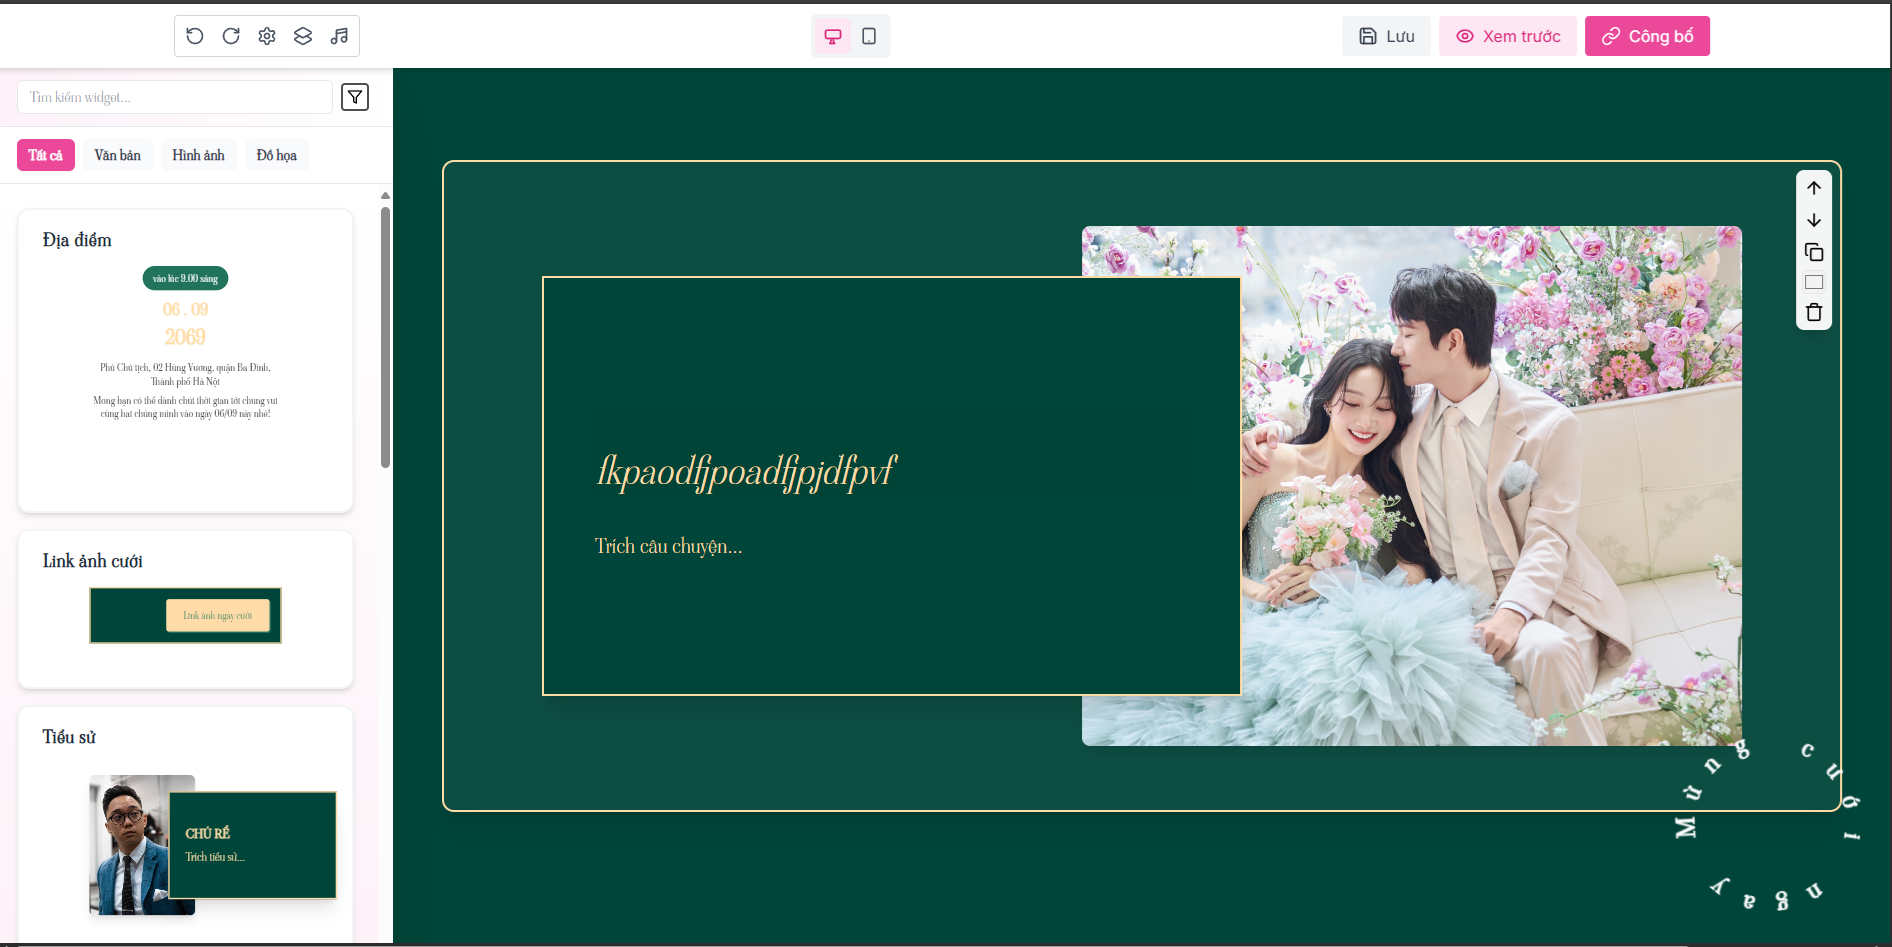 Lưu
Xem trước
Công bố
Tìm kiếm widget...
Tất cả
Văn bản
Hình ảnh
Đồ họa
Địa điểm
vào lúc 9.00 sáng
06 . 09
2069
Phủ Chủ tịch, 02 Hùng Vương, quận Ba Đình,
Thành phố Hà Nội
Mong bạn có thể dành chút thời gian tới chung vui
cùng hai chúng mình vào ngày 06/09 này nhé!
Link ảnh cưới
Link ảnh ngày cưới
Tiểu sử
CHÚ RỂ
Trích tiểu sử...
fkpaodfjpoadfjpjdfpvf
Trích câu chuyện...
Mừng cưới ngay